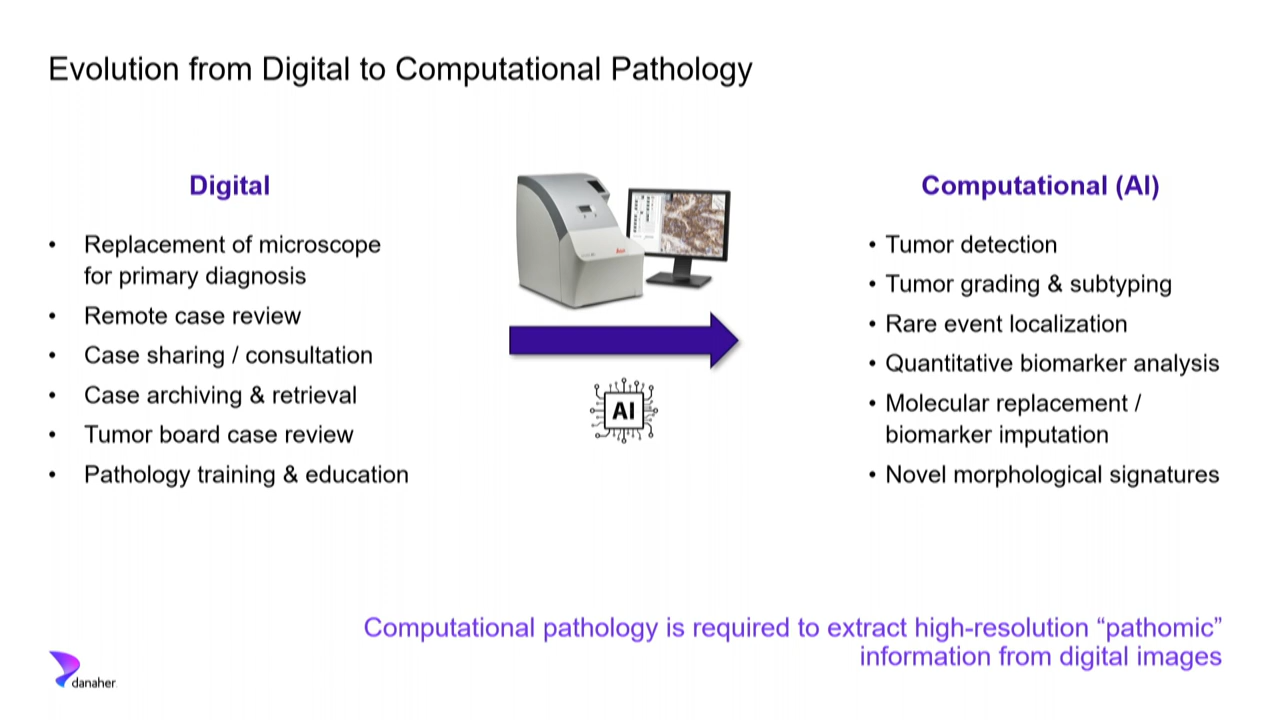 Evolution from Digital to Computational Pathology
Digital
• Replacement of microscope
for primary diagnosis
• Remote case review
• Case sharing / consultation
• Case archiving & retrieval
• Tumor board case review
• Pathology training & education
AI
Computational (AI)
• Tumor detection
• Tumor grading & subtyping
• Rare event localization
• Quantitative biomarker analysis
• Molecular replacement /
biomarker imputation
• Novel morphological signatures
Computational pathology is required to extract high-resolution “pathomic”
information from digital images
danaher